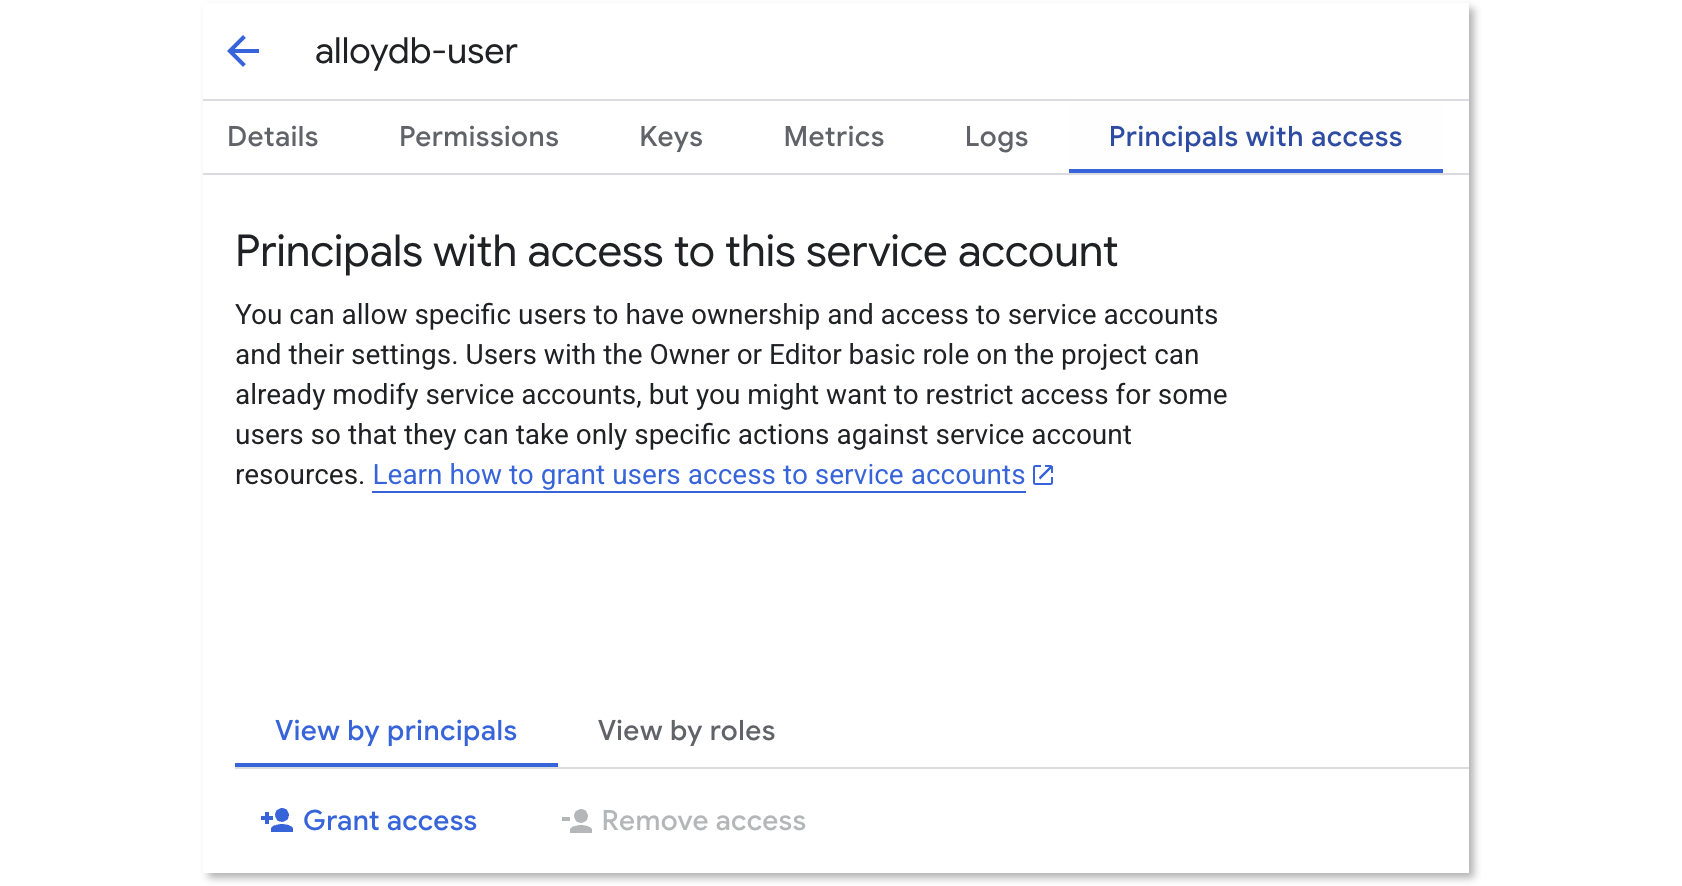 alloydb-user
Details Permissions Keys Metrics Logs Principals with access
Principals with access to this service account
You can allow specific users to have ownership and access to service accounts
and their settings. Users with the Owner or Editor basic role on the project can
already modify service accounts, but you might want to restrict access for some
users so that they can take only specific actions against service account
resources. Learn how to grant users access to service accounts
View by principals View by roles
Grant access Remove access